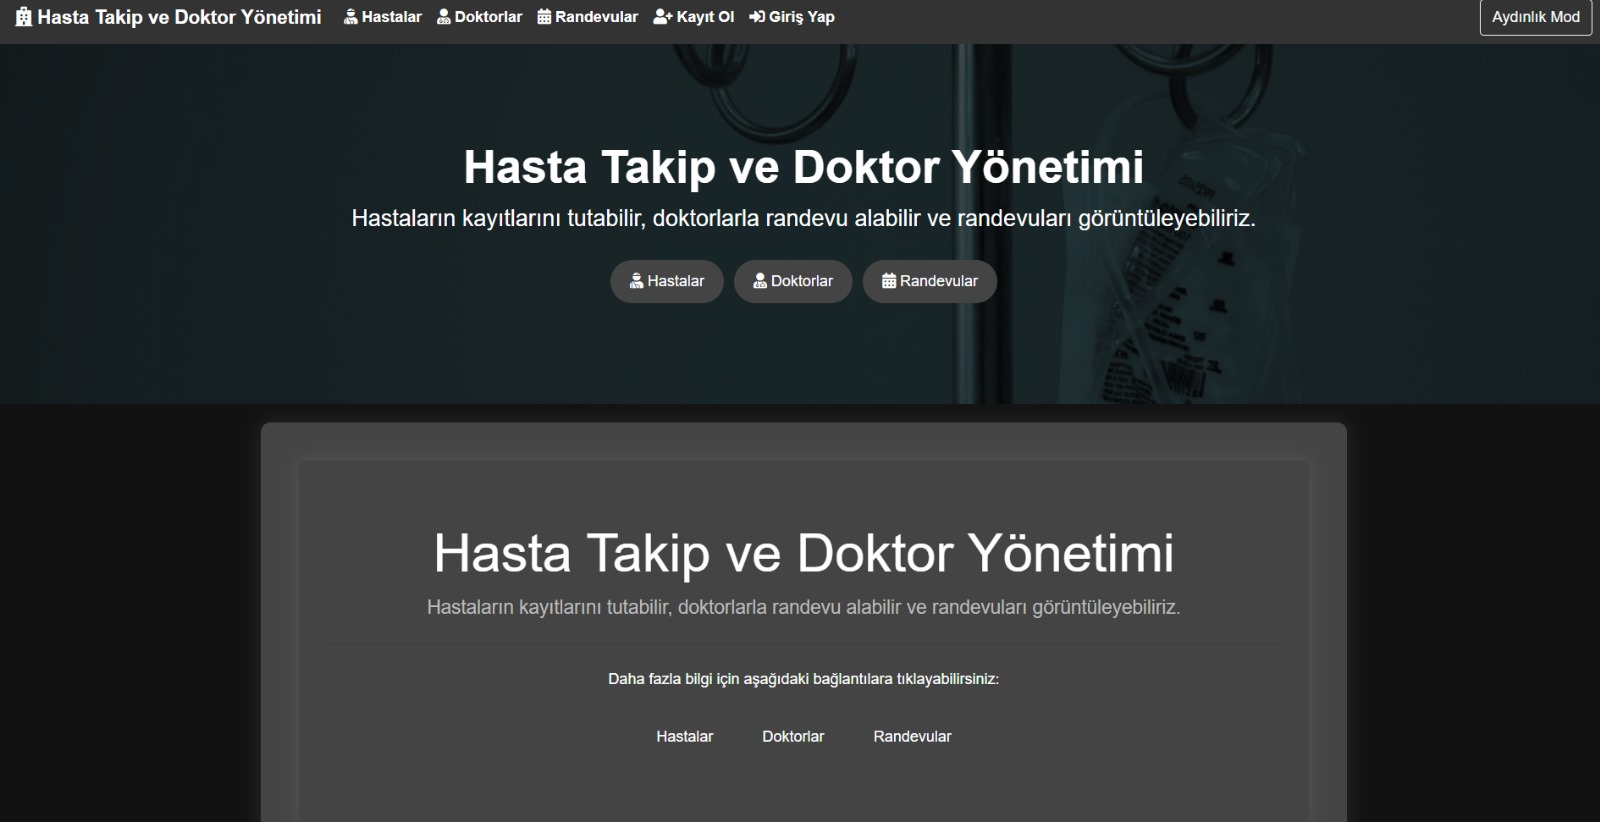 Hasta Takip ve Doktor Yönetimi Hastalar Doktorlar Randevular Kayıt Ol Giriş Yap Aydınlık Mod
Hasta Takip ve Doktor Yönetimi
Hastaların kayıtlarını tutabilir, doktorlarla randevu alabilir ve randevuları görüntüleyebiliriz.
Hastalar Doktorlar Randevular
Hasta Takip ve Doktor Yönetimi
Hastaların kayıtlarını tutabilir, doktorlarla randevu alabilir ve randevuları görüntüleyebiliriz.
Daha fazla bilgi için aşağıdaki bağlantılara tıklayabilirsiniz:
Hastalar Doktorlar Randevular